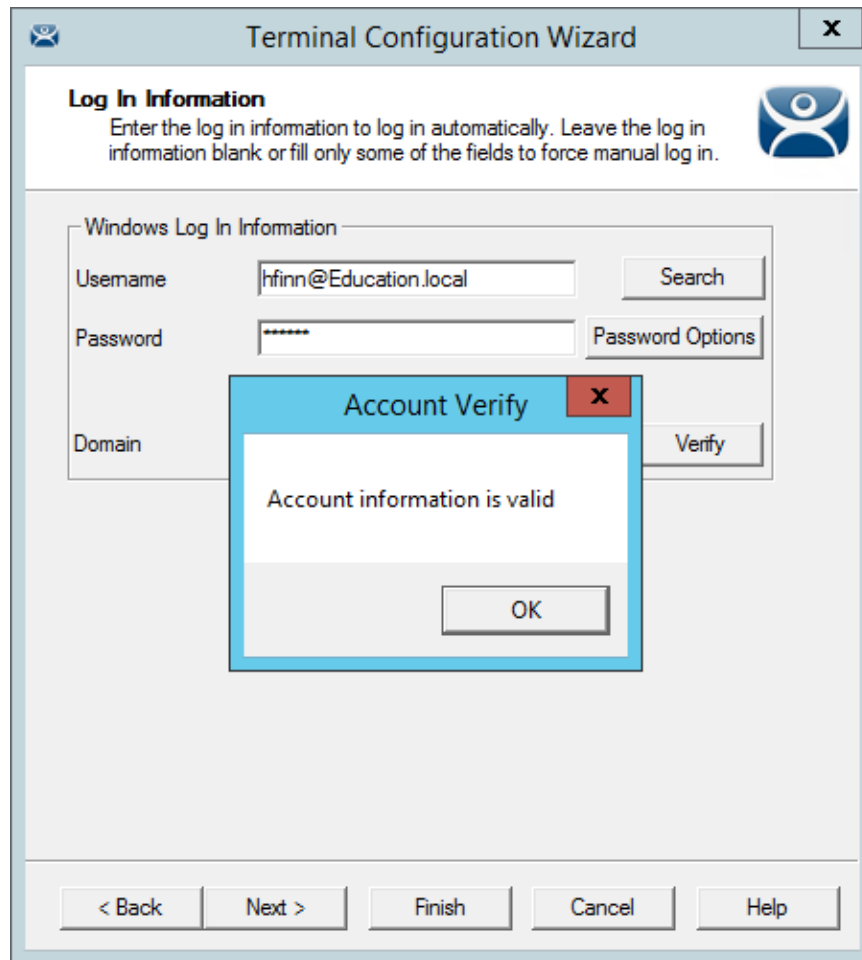 Terminal Configuration Wizard
x
Log In Information
Enter the log in information to log in automatically. Leave the log in
information blank or fill only some of the fields to force manual log in.
Windows Log In Information
Username
hfinn@Education.local
Search
Password
******
Password Options
Account Verify
x
Domain
Verify
Account information is valid
OK
< Back
Next >
Finish
Cancel
Help